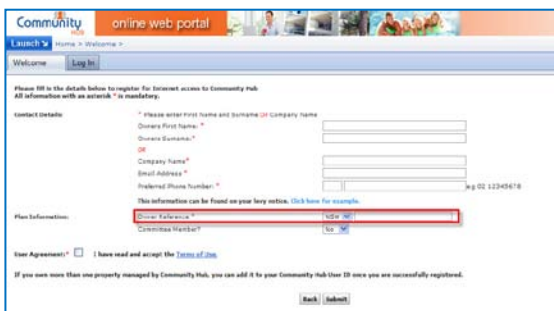 Community
HUB
online web portal
Launch Home > Welcome >
Welcome Log In
Please fill in the details below to register for Internet access to Community Hub
All information with an asterisk * is mandatory.
Contact Details: * Please enter First Name and Surname OR Company Name
Owners First Name: *
Owners Surname:*
OR
Company Name*
Email Address *
Preferred Phone Number: * e.g 02 12345678
This information can be found on your levy notice. Click here for example.
Plan Information: Owner Reference * NSW
Committee Member? No
User Agreement:* I have read and accept the Terms of Use.
If you own more than one property managed by Community Hub, you can add it to your Community Hub User ID once you are successfully registered.
Back Submit